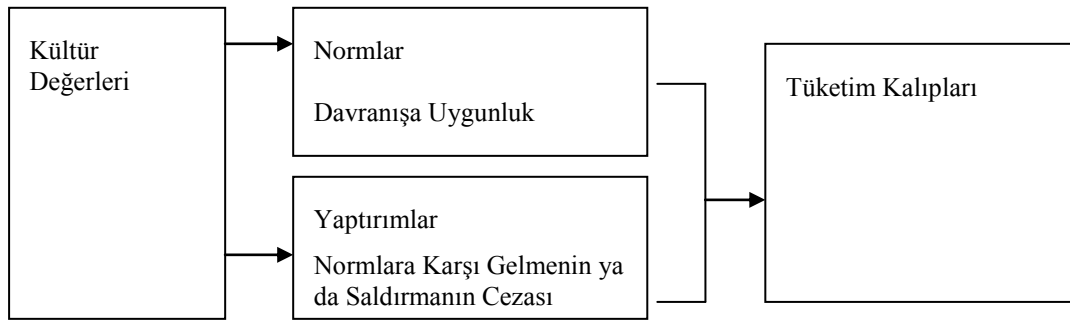 Kültür
Değerleri
Normlar
Davranışa Uygunluk
Yaptırımlar
Normlara Karşı Gelmenin ya
da Saldırmanın Cezası
Tüketim Kalıpları